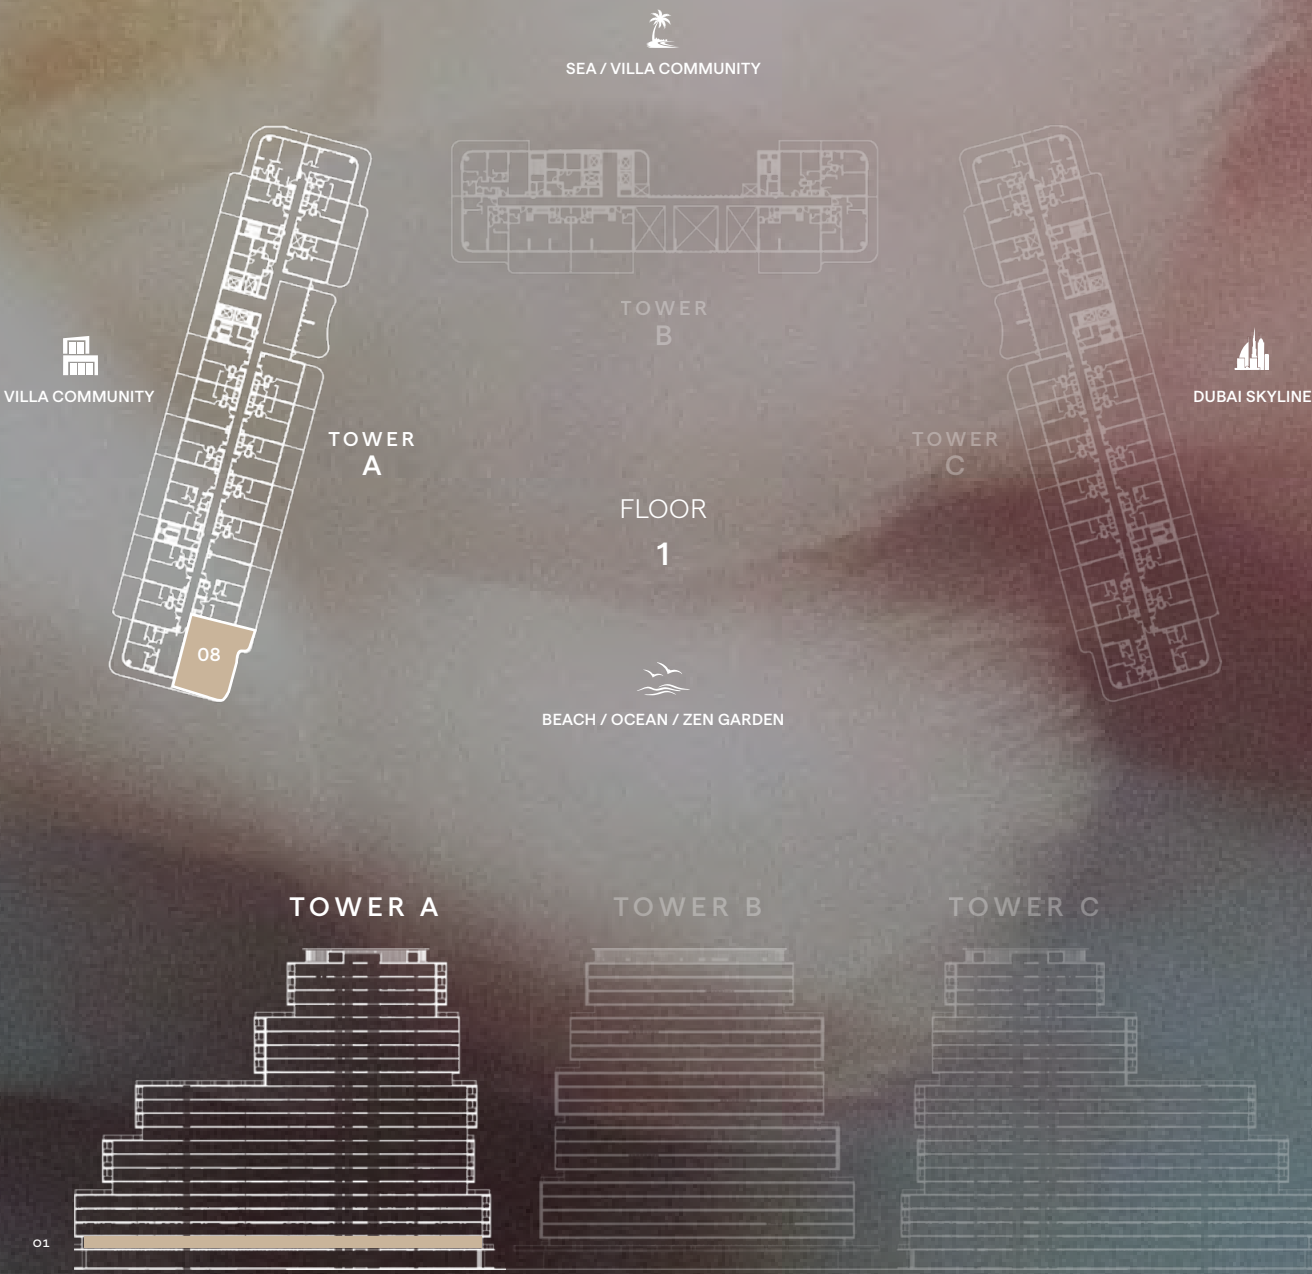 SEA / VILLA COMMUNITY
TOWER
B
VILLA COMMUNITY
DUBAI SKYLINE
TOWER
A
TOWER
C
FLOOR
1
08
BEACH / OCEAN / ZEN GARDEN
TOWER A
TOWER B
TOWER C
01